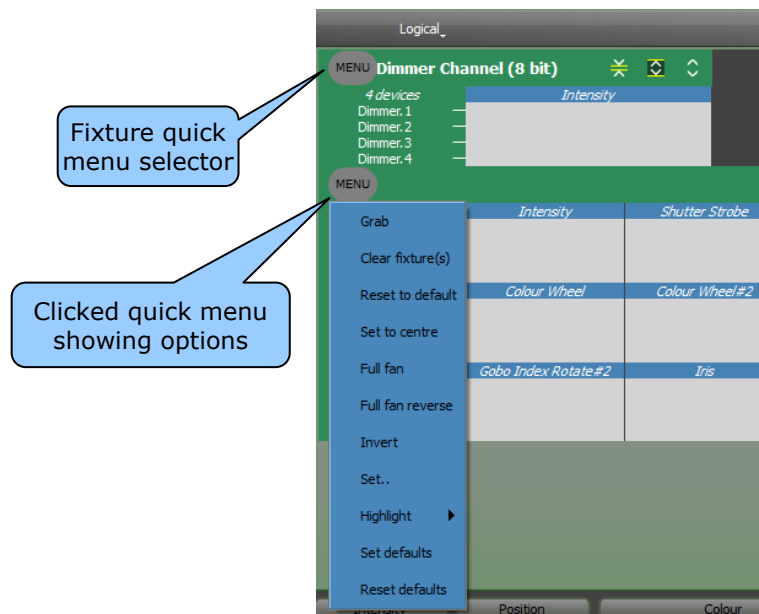 Logical
MENU Dimmer Channel (8 bit)
4 devices Intensity
Dimmer.1
Dimmer.2
Dimmer.3
Dimmer.4
Fixture quick
menu selector
MENU
Intensity Shutter Strobe
Grab
Clear fixture(s)
Reset to default
Colour Wheel Colour Wheel#2
Clicked quick menu
showing options
Set to centre
Full fan
Gobo Index Rotate#2 Iris
Full fan reverse
Invert
Set..
Highlight
Set defaults
Reset defaults
Intensity Position Colour